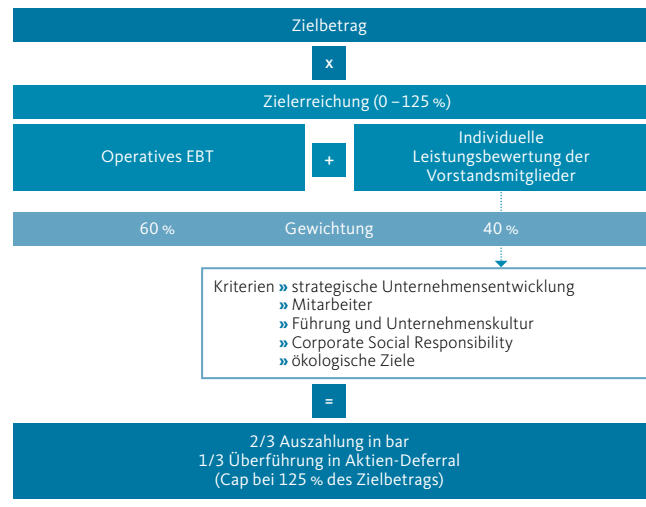 Zielbetrag
x
Zielerreichung (0 – 125 %)
Operatives EBT
+
Individuelle
Leistungsbewertung der
Vorstandsmitglieder
60 % Gewichtung 40 %
Kriterien » strategische Unternehmensentwicklung
» Mitarbeiter
» Führung und Unternehmenskultur
» Corporate Social Responsibility
» ökologische Ziele
=
2/3 Auszahlung in bar
1/3 Überführung in Aktien-Deferral
(Cap bei 125 % des Zielbetrags)